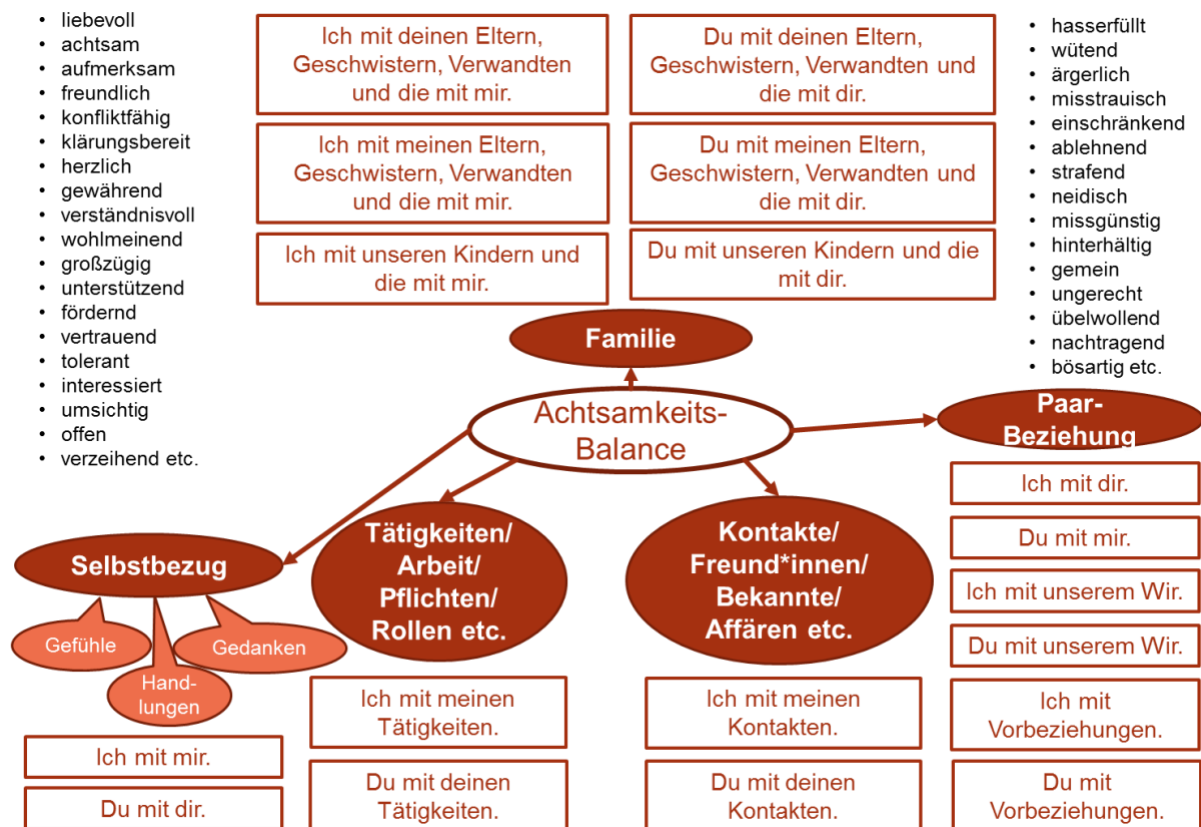 • liebevoll
• achtsam
• aufmerksam
• freundlich
• konfliktfähig
• klärungsbereit
• herzlich
• gewährend
• verständnisvoll
• wohlmeinend
• großzügig
• unterstützend
• fördernd
• vertrauend
• tolerant
• interessiert
• umsichtig
• offen
• verzeihend etc.
Ich mit deinen Eltern,
Geschwistern, Verwandten
und die mit mir.
Du mit deinen Eltern,
Geschwistern, Verwandten und
die mit dir.
Ich mit meinen Eltern,
Geschwistern, Verwandten
und die mit mir.
Du mit meinen Eltern,
Geschwistern, Verwandten und
die mit dir.
Ich mit unseren Kindern und
die mit mir.
Du mit unseren Kindern und die
mit dir.
• hasserfüllt
• wütend
• ärgerlich
• misstrauisch
• einschränkend
• ablehnend
• strafend
• neidisch
• missgünstig
• hinterhältig
• gemein
• ungerecht
• übelwollend
• nachtragend
• bösartig etc.
Familie
Achtsamkeits-
Balance
Paar-
Beziehung
Ich mit dir.
Du mit mir.
Ich mit unserem Wir.
Du mit unserem Wir.
Ich mit
Vorbeziehungen.
Du mit
Vorbeziehungen.
Selbstbezug
Gefühle
Hand-
lungen
Gedanken
Ich mit mir.
Du mit dir.
Tätigkeiten/
Arbeit/
Pflichten/
Rollen etc.
Ich mit meinen
Tätigkeiten.
Du mit deinen
Tätigkeiten.
Kontakte/
Freund*innen/
Bekannte/
Affären etc.
Ich mit meinen
Kontakten.
Du mit deinen
Kontakten.